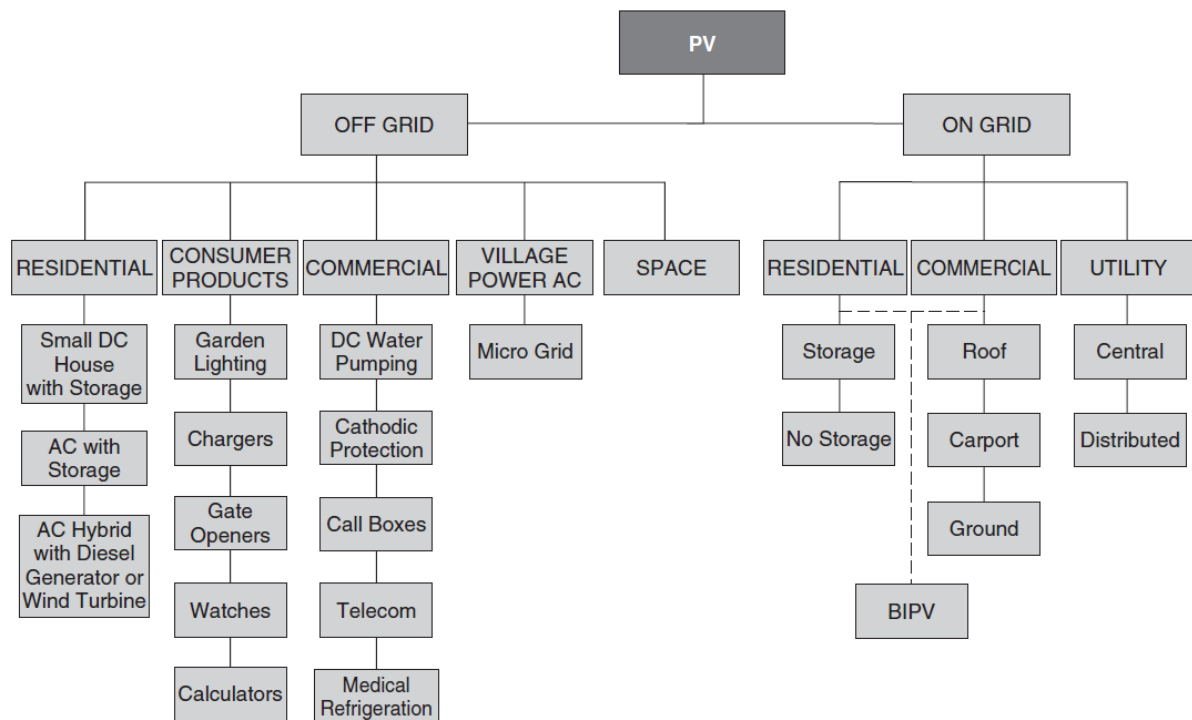 PV
OFF GRID
ON GRID
RESIDENTIAL
CONSUMER
PRODUCTS
COMMERCIAL
VILLAGE
POWER AC
SPACE
RESIDENTIAL
COMMERCIAL
UTILITY
Small DC
House
with Storage
AC with
Storage
AC Hybrid
with Diesel
Generator or
Wind Turbine
Garden
Lighting
Chargers
Gate
Openers
Watches
Calculators
DC Water
Pumping
Cathodic
Protection
Call Boxes
Telecom
Medical
Refrigeration
Micro Grid
Storage
No Storage
Roof
Carport
Ground
Central
Distributed
BIPV